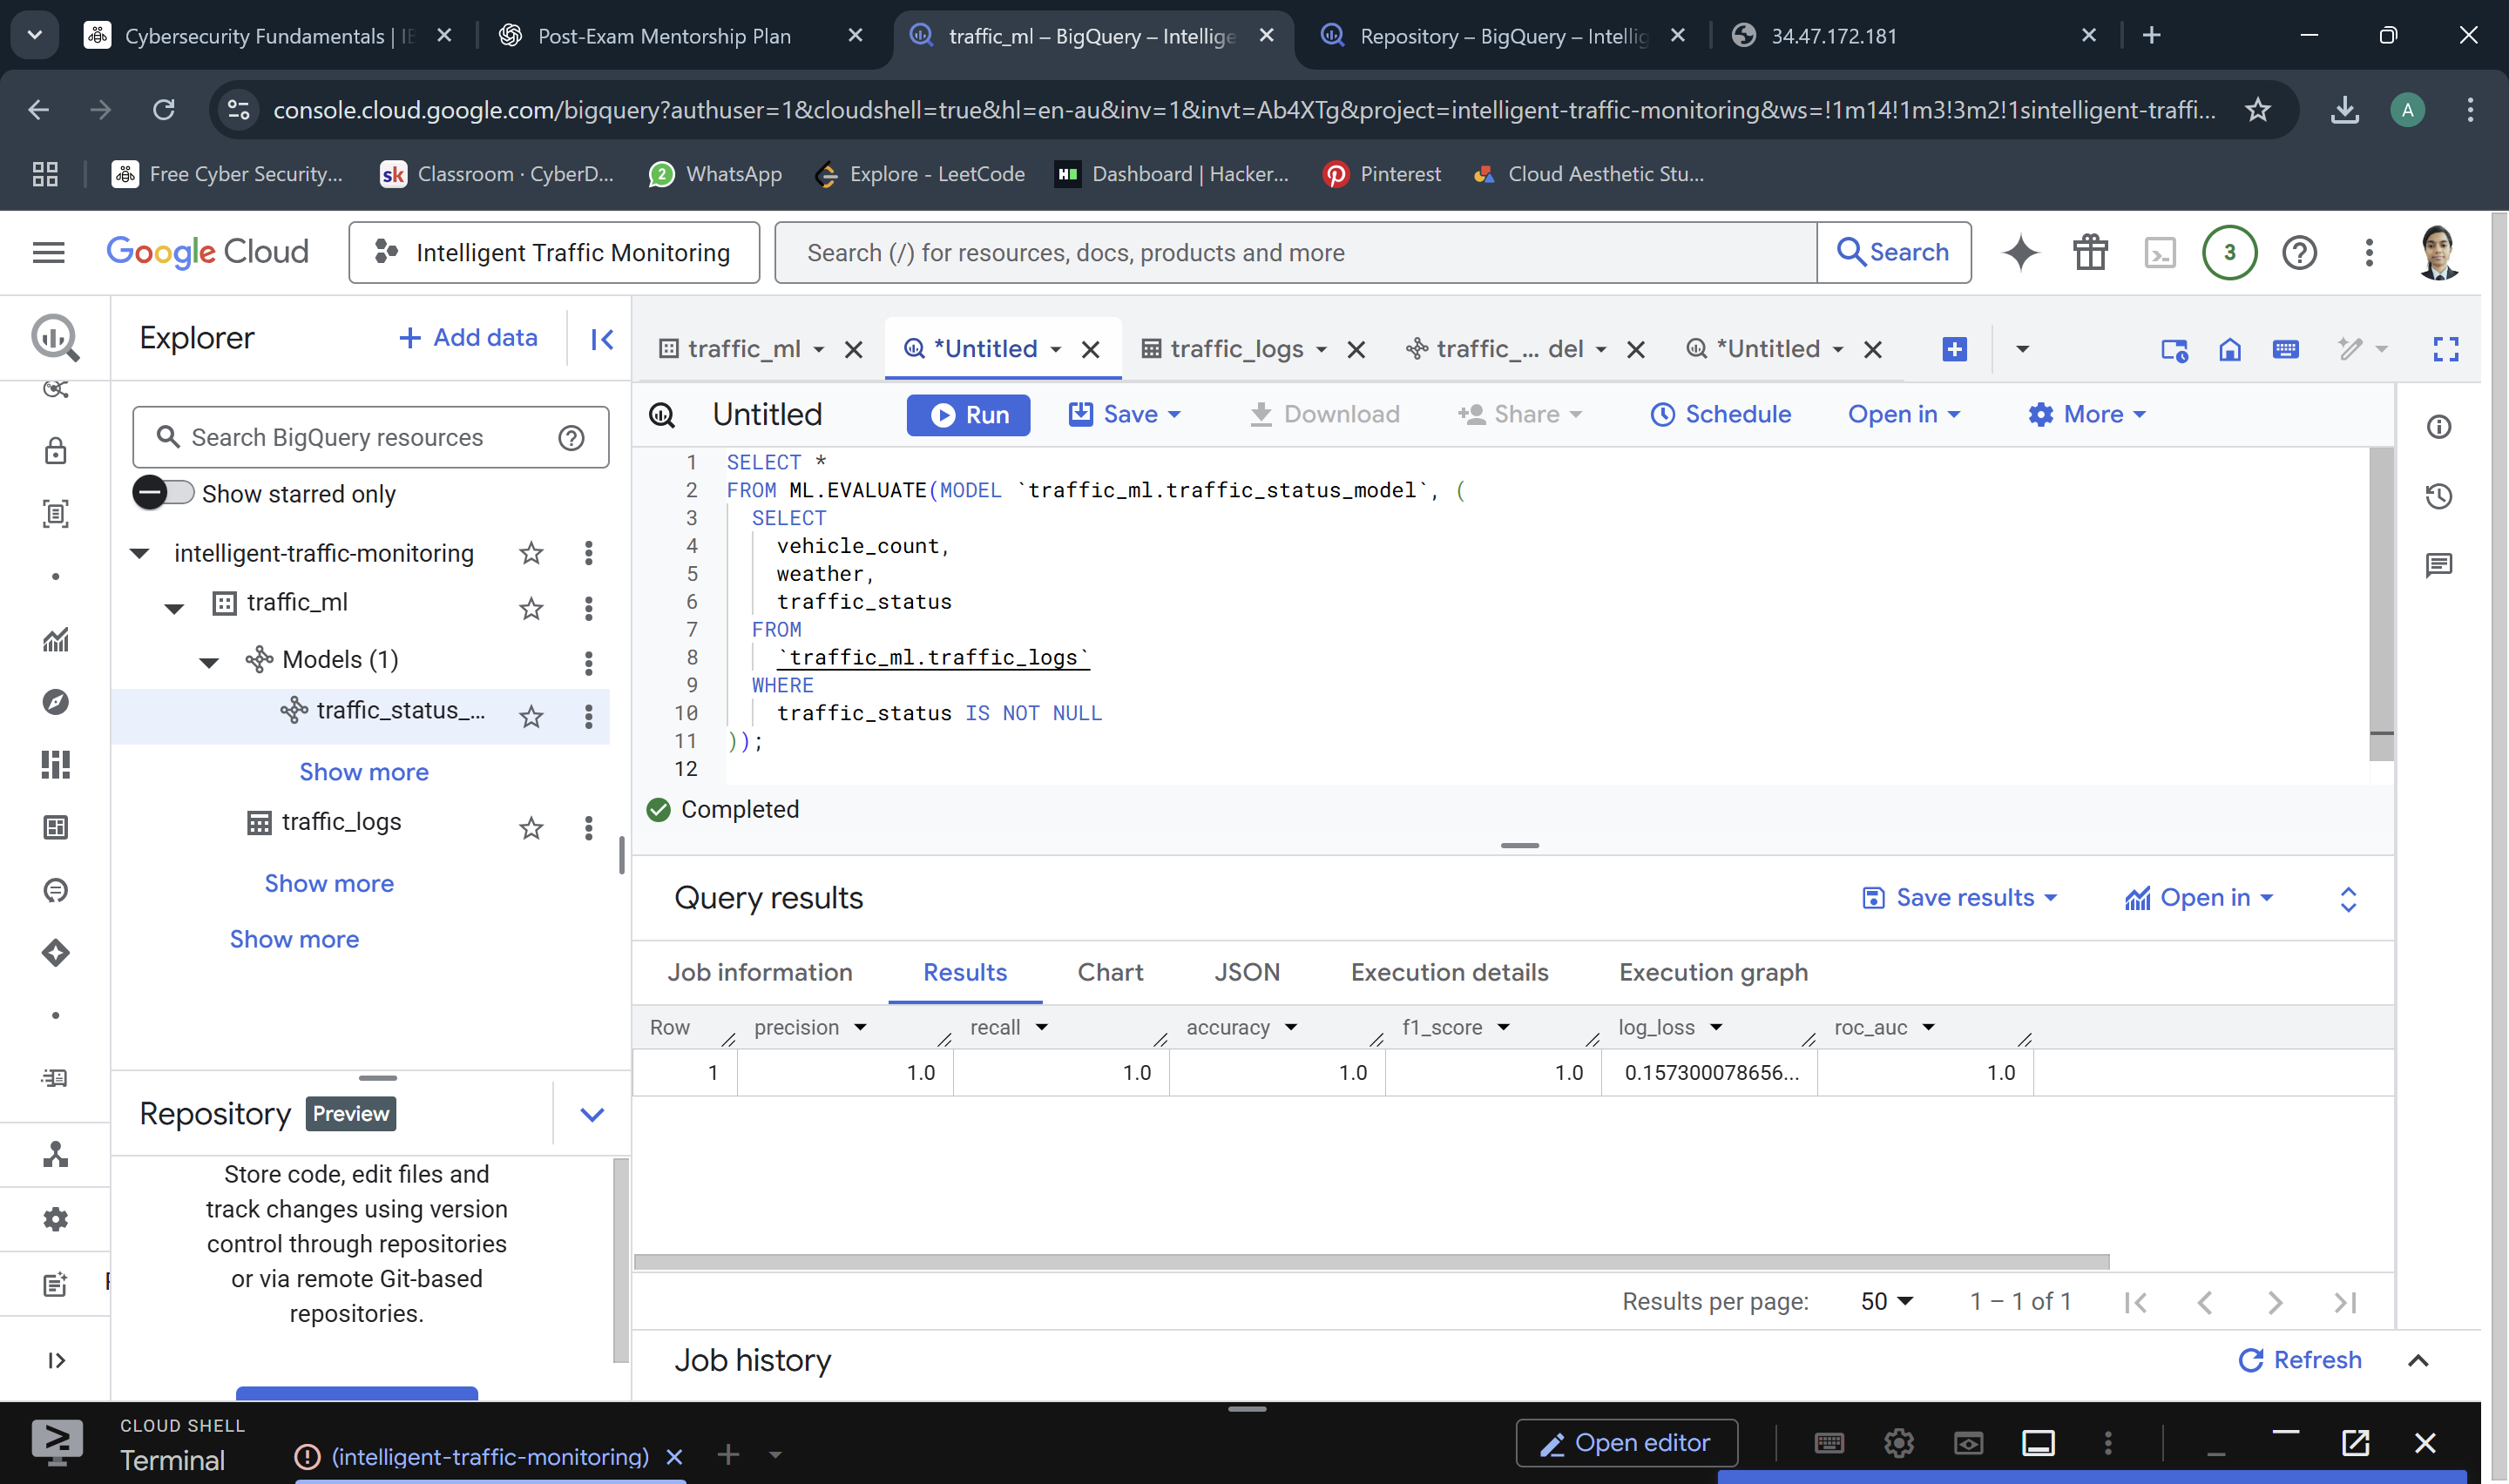 Cybersecurity Fundamentals | IB
Post-Exam Mentorship Plan
traffic_ml – BigQuery – Intellige
Repository – BigQuery – Intellig
34.47.172.181
console.cloud.google.com/bigquery?authuser=1&cloudshell=true&hl=en-au&inv=1&invt=Ab4XTg&project=intelligent-traffic-monitoring&ws=!1m14!1m3!3m2!1sintelligent-traffi...
A
Free Cyber Security...
sk
Classroom · CyberD...
2
WhatsApp
Explore - LeetCode
Dashboard | Hacker...
Pinterest
Cloud Aesthetic Stu...
Google Cloud
Intelligent Traffic Monitoring
Search (/) for resources, docs, products and more
Search
3
Explorer
+ Add data
traffic_ml
*Untitled
traffic_logs
traffic_... del
*Untitled
Search BigQuery resources
Show starred only
intelligent-traffic-monitoring
traffic_ml
Models (1)
traffic_status_...
Show more
traffic_logs
Show more
Show more
Repository
Preview
Store code, edit files and
track changes using version
control through repositories
or via remote Git-based
repositories.
Untitled
Run
Save
Download
Share
Schedule
Open in
More
1 SELECT *
2 FROM ML.EVALUATE(MODEL `traffic_ml.traffic_status_model`, (
3 SELECT
4 vehicle_count,
5 weather,
6 traffic_status
7 FROM
8 `traffic_ml.traffic_logs`
9 WHERE
10 traffic_status IS NOT NULL
11 ));
12
Completed
Query results
Save results
Open in
Job information
Results
Chart
JSON
Execution details
Execution graph
Row precision recall accuracy f1_score log_loss roc_auc
1 1.0 1.0 1.0 1.0 0.157300078656... 1.0
Results per page: 50 1 – 1 of 1
Job history
Refresh
CLOUD SHELL
Terminal
(intelligent-traffic-monitoring)
Open editor